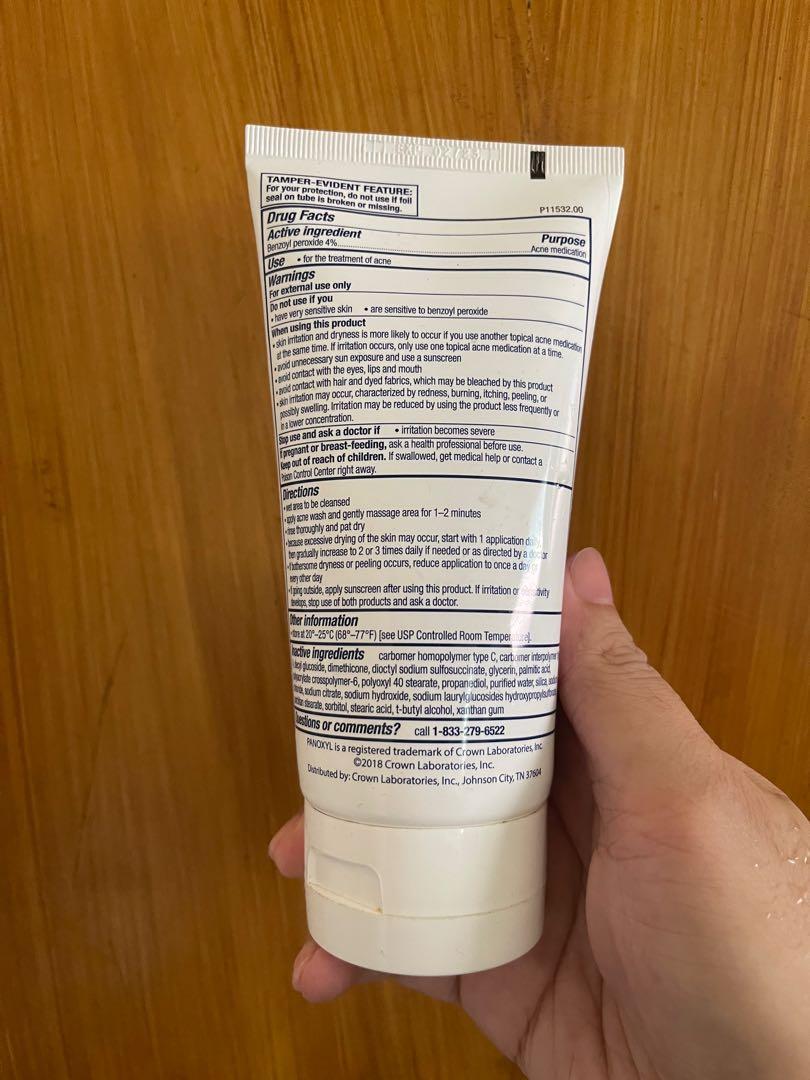 EXP 02/23
TAMPER-EVIDENT FEATURE:
For your protection, do not use if foil
seal on tube is broken or missing.
P11532.00
Drug Facts
Active ingredient Purpose
Benzoyl peroxide 4%..........Acne medication
Use • for the treatment of acne
Warnings
For external use only
Do not use if you
• have very sensitive skin • are sensitive to benzoyl peroxide
When using this product
• skin irritation and dryness is more likely to occur if you use another topical acne medication
at the same time. If irritation occurs, only use one topical acne medication at a time.
• avoid unnecessary sun exposure and use a sunscreen
• avoid contact with the eyes, lips and mouth
• avoid contact with hair and dyed fabrics, which may be bleached by this product
• skin irritation may occur, characterized by redness, burning, itching, peeling, or
possibly swelling. Irritation may be reduced by using the product less frequently or
in a lower concentration.
Stop use and ask a doctor if • irritation becomes severe
If pregnant or breast-feeding, ask a health professional before use.
Keep out of reach of children. If swallowed, get medical help or contact a
Poison Control Center right away.
Directions
• wet area to be cleansed
• apply acne wash and gently massage area for 1–2 minutes
• rinse thoroughly and pat dry
• because excessive drying of the skin may occur, start with 1 application daily,
then gradually increase to 2 or 3 times daily if needed or as directed by a doctor
• if bothersome dryness or peeling occurs, reduce application to once a day or
every other day
• if going outside, apply sunscreen after using this product. If irritation or sensitivity
develops, stop use of both products and ask a doctor.
Other information
• store at 20°–25°C (68°–77°F) [see USP Controlled Room Temperature].
Inactive ingredients carbomer homopolymer type C, carbomer interpolymer
decyl glucoside, dimethicone, dioctyl sodium sulfosuccinate, glycerin, palmitic acid,
crosspolymer-6, polyoxyl 40 stearate, propanediol, purified water, silica,
sodium citrate, sodium hydroxide, sodium laurylglucosides hydroxypropylsulfonate,
stearate, sorbitol, stearic acid, t-butyl alcohol, xanthan gum
Questions or comments? call 1-833-279-6522
PANOXYL is a registered trademark of Crown Laboratories, Inc.
©2018 Crown Laboratories, Inc.
Distributed by: Crown Laboratories, Inc., Johnson City, TN 37604